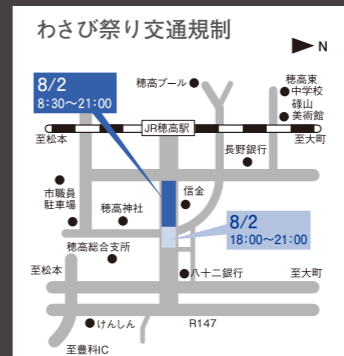 わさび祭り交通規制
N
8/2
8:30〜21:00
穂高プール
穂高東
中学校
碌山
美術館
JR穂高駅
至松本
至大町
長野銀行
市職員
駐車場
穂高神社
信金
8/2
18:00〜21:00
穂高総合支所
至松本
八十二銀行
至大町
けんしん
R147
至豊科IC